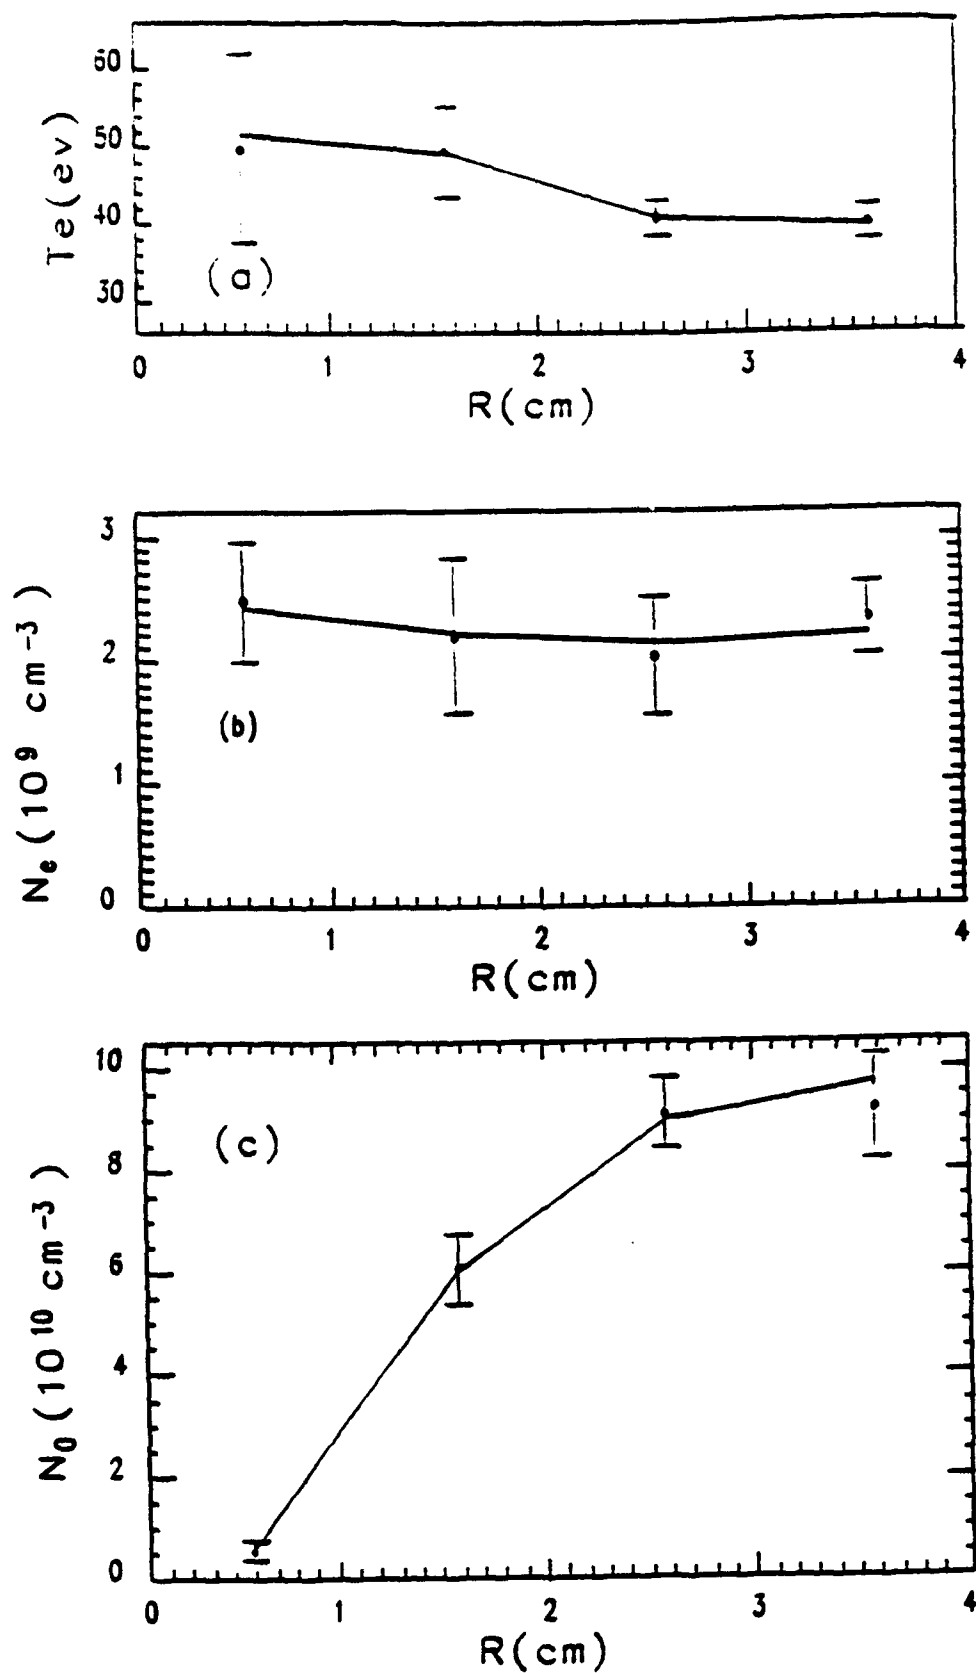 60
50
40
30
Te(ev)
(a)
0 1 2 3 4
R(cm)
3
2
1
0
Ne (10⁹ cm⁻³)
(b)
0 1 2 3 4
R(cm)
10
8
6
4
2
0
N₀ (10¹⁰ cm⁻³)
(c)
0 1 2 3 4
R(cm)